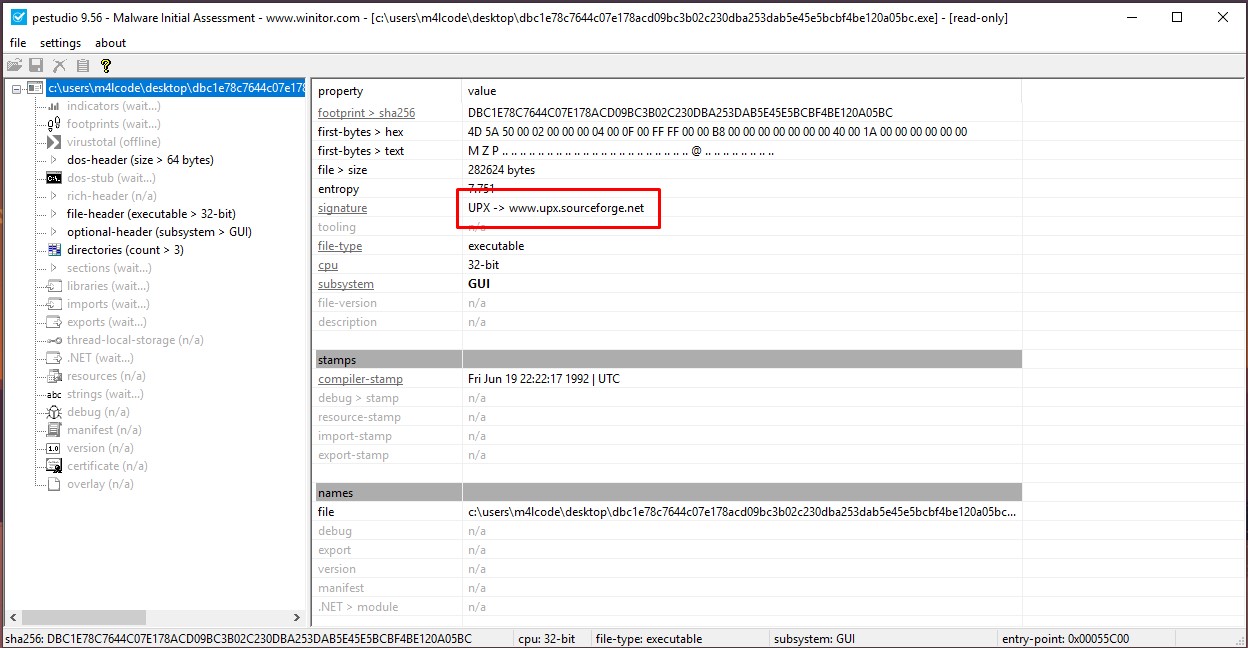 pestudio 9.56 - Malware Initial Assessment - www.winitor.com - [c:\users\m4lcode\desktop\dbc1e78c7644c07e178acd09bc3b02c230dba253dab5e45e5bcbf4be120a05bc.exe] - [read-only]
file settings about
c:\users\m4lcode\desktop\dbc1e78c7644c07e178
indicators (wait...)
footprints (wait...)
virustotal (offline)
dos-header (size > 64 bytes)
dos-stub (wait...)
rich-header (n/a)
file-header (executable > 32-bit)
optional-header (subsystem > GUI)
directories (count > 3)
sections (wait...)
libraries (wait...)
imports (wait...)
exports (wait...)
thread-local-storage (n/a)
.NET (wait...)
resources (n/a)
abc strings (wait...)
debug (n/a)
manifest (n/a)
1.0 version (n/a)
certificate (n/a)
overlay (n/a)
property value
footprint > sha256 DBC1E78C7644C07E178ACD09BC3B02C230DBA253DAB5E45E5BCBF4BE120A05BC
first-bytes > hex 4D 5A 50 00 02 00 00 00 04 00 0F 00 FF FF 00 00 B8 00 00 00 00 00 00 00 40 00 1A 00 00 00 00 00
first-bytes > text M Z P .. .. .. .. .. .. .. .. .. .. .. .. .. .. .. .. .. .. .. .. .. @ .. .. .. .. .. .. ..
file > size 282624 bytes
entropy 7.751
signature UPX -> www.upx.sourceforge.net
tooling n/a
file-type executable
cpu 32-bit
subsystem GUI
file-version n/a
description n/a
stamps
compiler-stamp Fri Jun 19 22:22:17 1992 | UTC
debug > stamp n/a
resource-stamp n/a
import-stamp n/a
export-stamp n/a
names
file c:\users\m4lcode\desktop\dbc1e78c7644c07e178acd09bc3b02c230dba253dab5e45e5bcbf4be120a05bc...
debug n/a
export n/a
version n/a
manifest n/a
.NET > module n/a
sha256: DBC1E78C7644C07E178ACD09BC3B02C230DBA253DAB5E45E5BCBF4BE120A05BC cpu: 32-bit file-type: executable subsystem: GUI entry-point: 0x00055C00